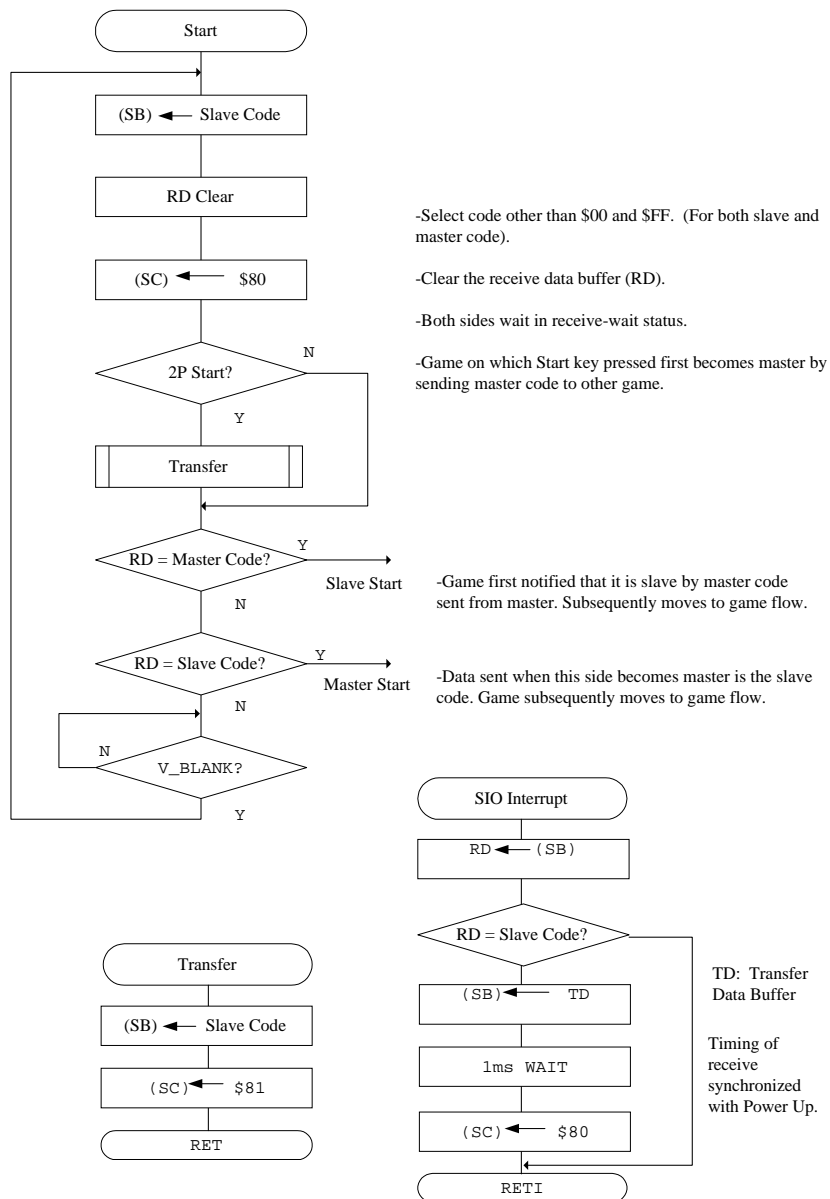 Start
(SB) Slave Code
RD Clear
(SC) $80
2P Start?
N
Y
Transfer
RD = Master Code?
Y
Slave Start
N
RD = Slave Code?
Y
Master Start
N
N
V_BLANK?
Y
-Select code other than $00 and $FF. (For both slave and
master code).
-Clear the receive data buffer (RD).
-Both sides wait in receive-wait status.
-Game on which Start key pressed first becomes master by
sending master code to other game.
-Game first notified that it is slave by master code
sent from master. Subsequently moves to game flow.
-Data sent when this side becomes master is the slave
code. Game subsequently moves to game flow.
Transfer
(SB) Slave Code
(SC) $81
RET
SIO Interrupt
RD (SB)
RD = Slave Code?
(SB) TD
1ms WAIT
(SC) $80
RETI
TD: Transfer
Data Buffer
Timing of
receive
synchronized
with Power Up.